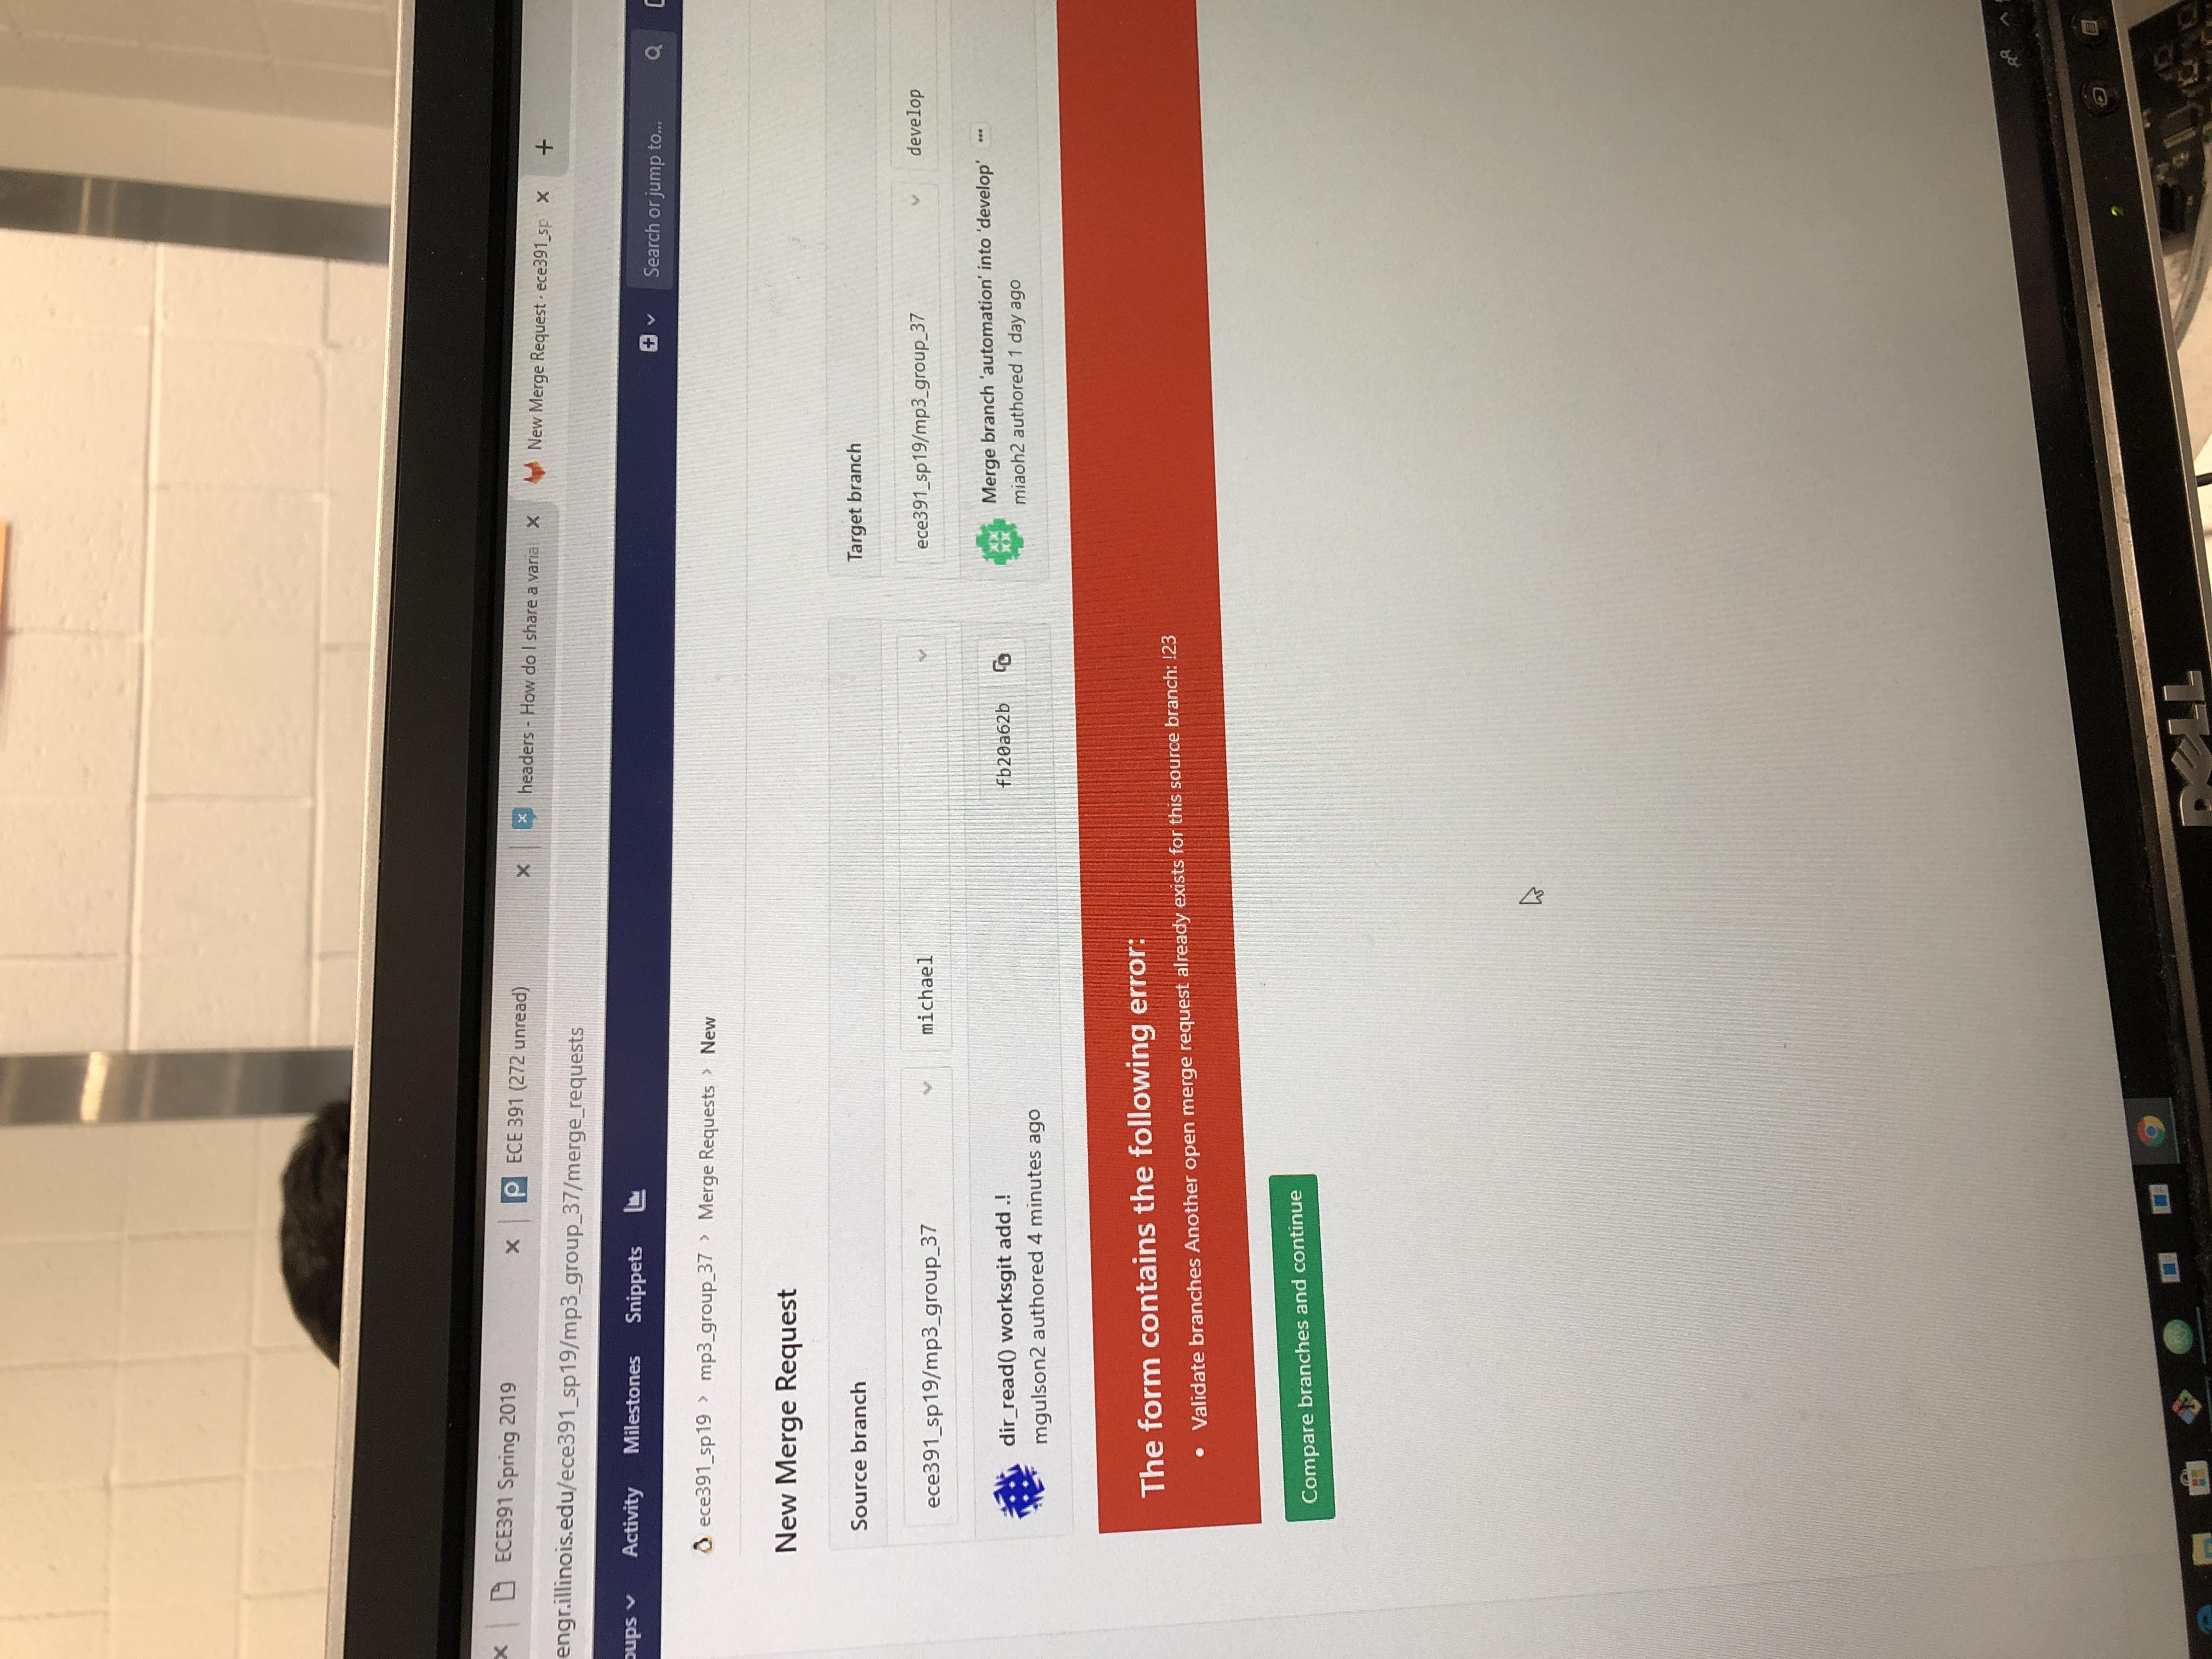 ECE391 Spring 2019
ECE 391 (272 unread)
headers - How do I share a varia
New Merge Request · ece391_sp
engr.illinois.edu/ece391_sp19/mp3_group_37/merge_requests
oups
Activity
Milestones
Snippets
Search or jump to...
ece391_sp19 > mp3_group_37 > Merge Requests > New
New Merge Request
Source branch
ece391_sp19/mp3_group_37
michael
dir_read() worksgit add .!
mgulson2 authored 4 minutes ago
fb20a62b
Target branch
ece391_sp19/mp3_group_37
develop
Merge branch 'automation' into 'develop'
miaoh2 authored 1 day ago
The form contains the following error:
• Validate branches Another open merge request already exists for this source branch: !23
Compare branches and continue
DELL